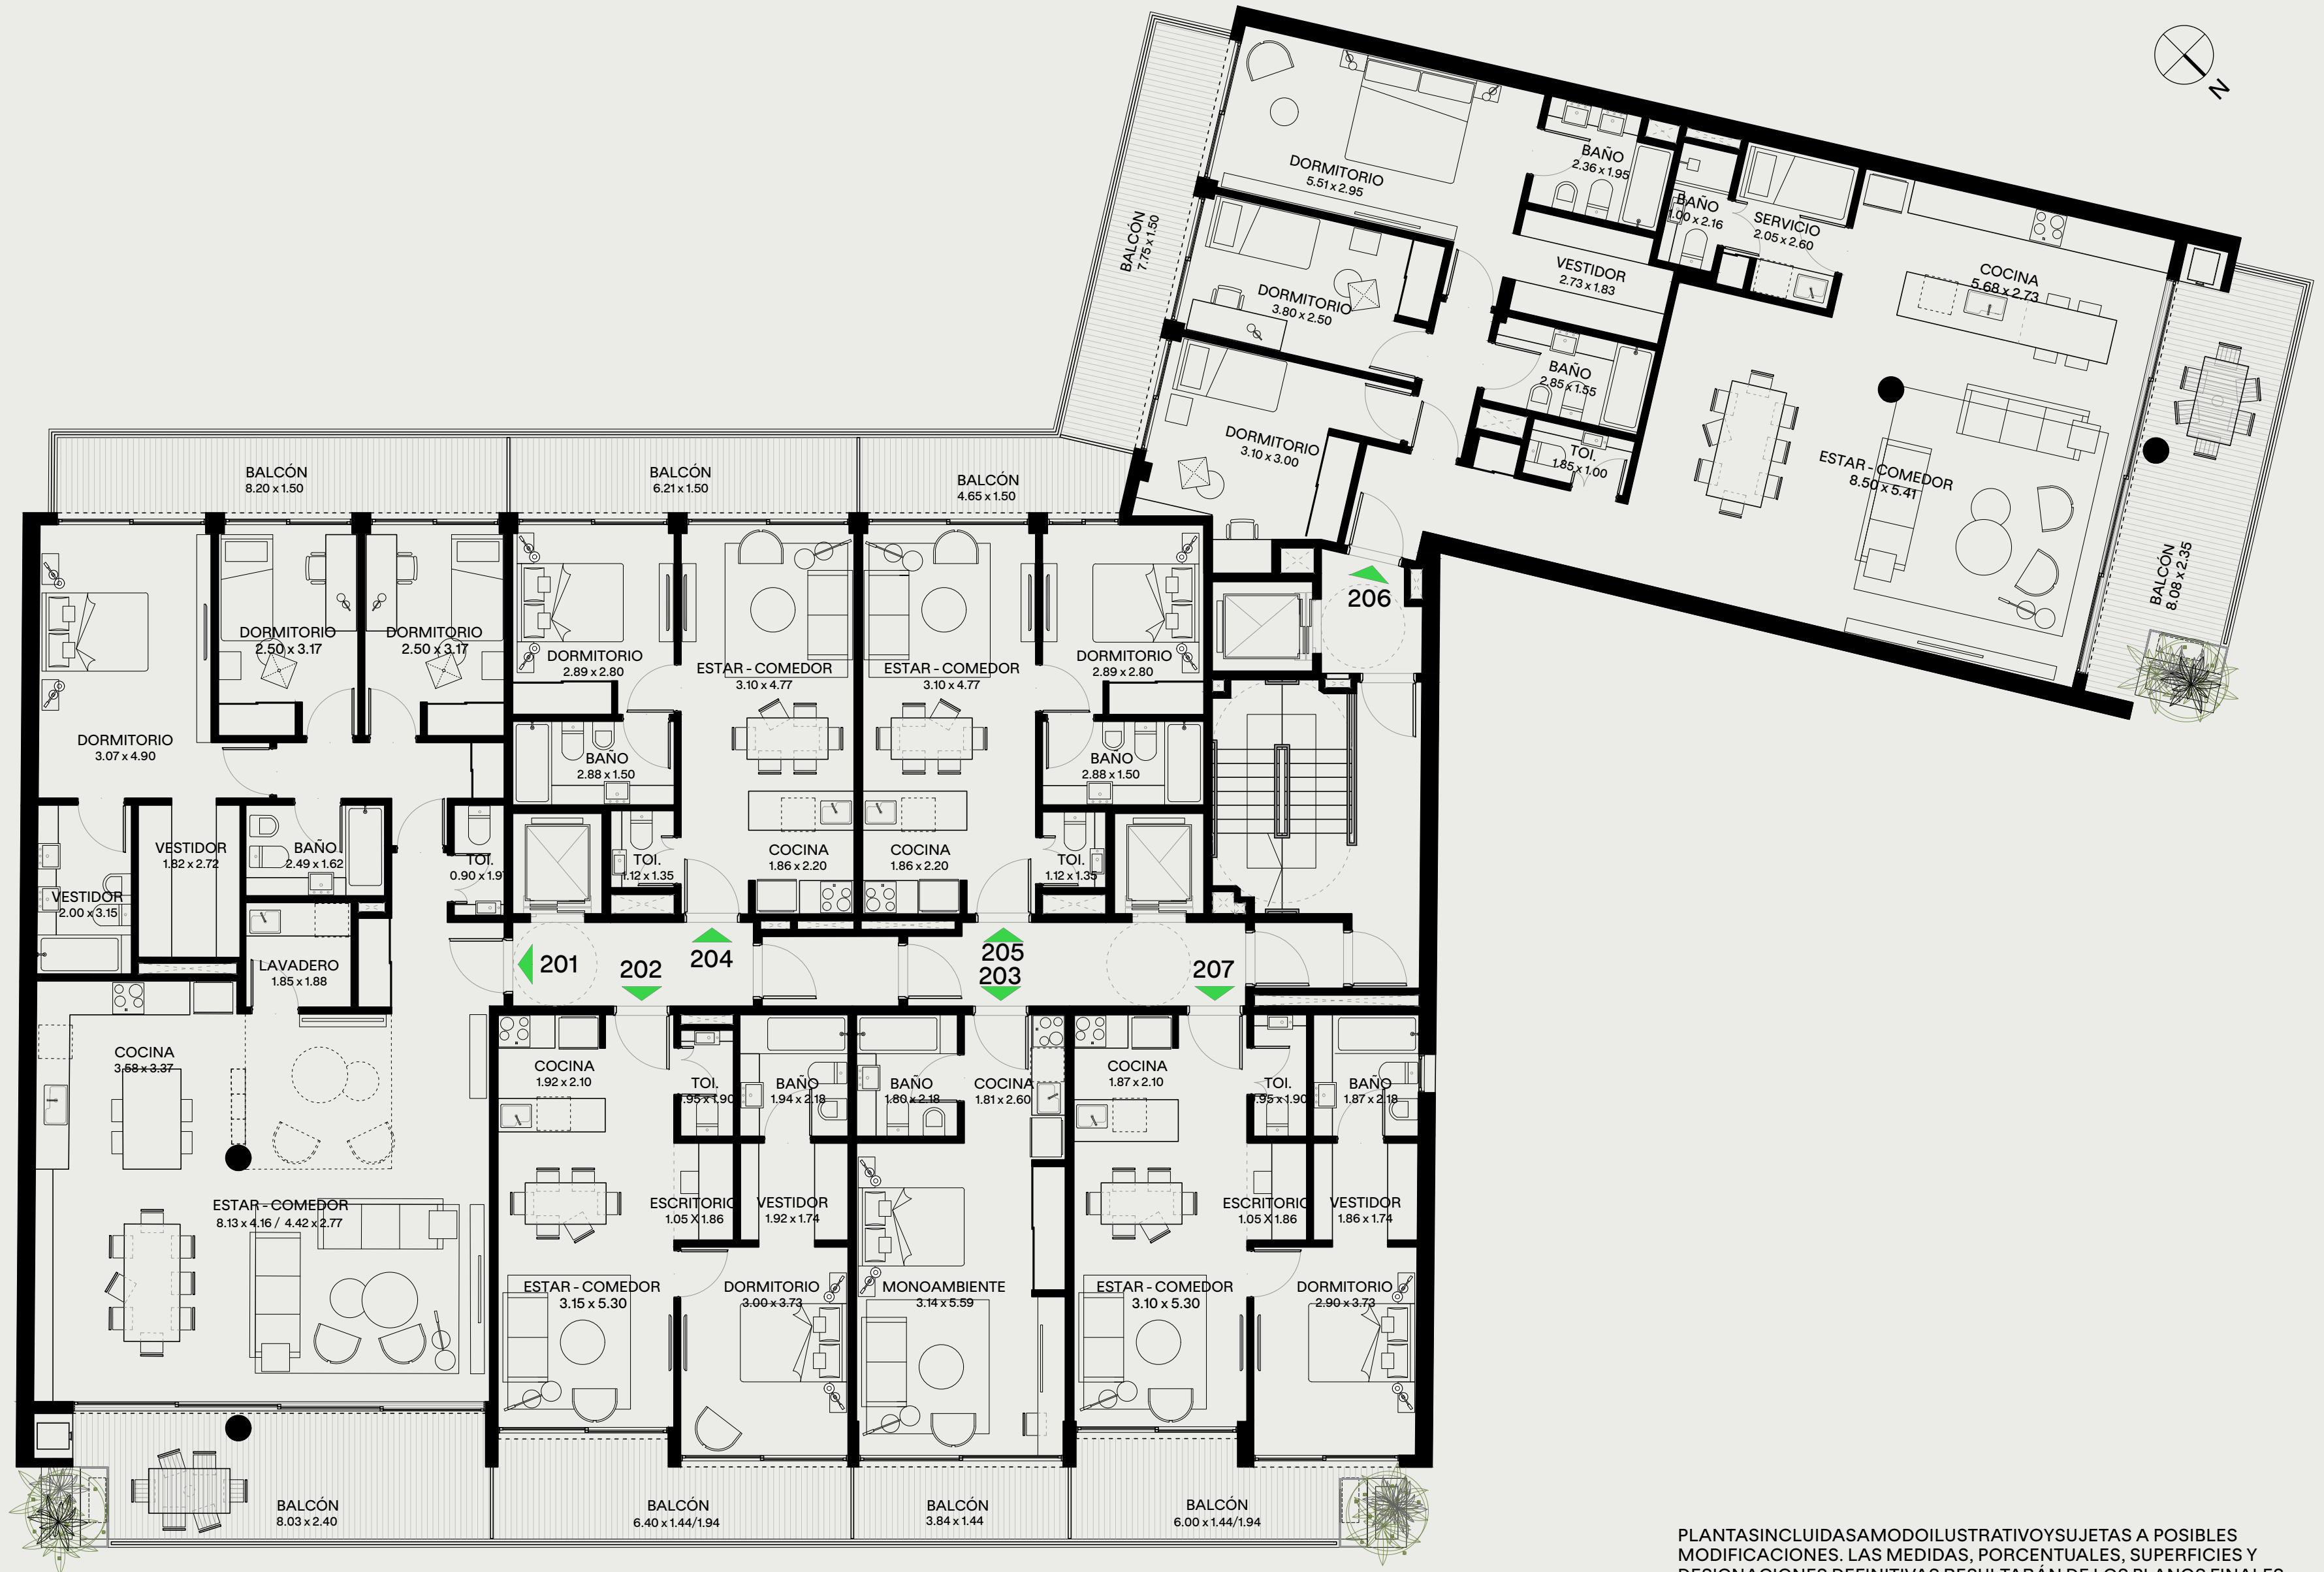 N
DORMITORIO
5.51 x 2.95
BAÑO
2.36 x 1.95
BAÑO
1.00 x 2.16
SERVICIO
2.05 x 2.60
BALCÓN
7.75 x 1.50
DORMITORIO
3.80 x 2.50
VESTIDOR
2.73 x 1.83
COCINA
5.68 x 2.73
BAÑO
2.85 x 1.55
DORMITORIO
3.10 x 3.00
TOI.
1.85 x 1.00
ESTAR - COMEDOR
8.50 x 5.41
BALCÓN
8.08 x 2.35
206
BALCÓN
8.20 x 1.50
BALCÓN
6.21 x 1.50
BALCÓN
4.65 x 1.50
DORMITORIO
2.50 x 3.17
DORMITORIO
2.50 x 3.17
DORMITORIO
2.89 x 2.80
ESTAR - COMEDOR
3.10 x 4.77
ESTAR - COMEDOR
3.10 x 4.77
DORMITORIO
2.89 x 2.80
DORMITORIO
3.07 x 4.90
BAÑO
2.88 x 1.50
BAÑO
2.88 x 1.50
VESTIDOR
1.82 x 2.72
BAÑO
2.49 x 1.62
TOI.
TOI.
1.12 x 1.35
COCINA
1.86 x 2.20
COCINA
1.86 x 2.20
TOI.
1.12 x 1.35
VESTIDOR
2.00 x 3.15
LAVADERO
1.85 x 1.88
201
202
204
205
203
207
COCINA
3.58 x 3.37
COCINA
1.92 x 2.10
TOI.
BAÑO
1.94 x 2.18
BAÑO
1.80 x 2.18
COCINA
1.81 x 2.60
COCINA
1.87 x 2.10
TOI.
BAÑO
1.87 x 2.18
ESTAR - COMEDOR
8.13 x 4.16 / 4.42 x 2.77
ESCRITORIO
1.05 X 1.86
VESTIDOR
1.92 x 1.74
ESCRITORIO
1.05 X 1.86
VESTIDOR
1.86 x 1.74
ESTAR - COMEDOR
3.15 x 5.30
DORMITORIO
3.00 x 3.73
MONOAMBIENTE
3.14 x 5.59
ESTAR - COMEDOR
3.10 x 5.30
DORMITORIO
2.90 x 3.73
BALCÓN
8.03 x 2.40
BALCÓN
6.40 x 1.44/1.94
BALCÓN
3.84 x 1.44
BALCÓN
6.00 x 1.44/1.94
PLANTASINCLUIDASAMODOILUSTRATIVOYSUJETAS A POSIBLES
MODIFICACIONES. LAS MEDIDAS, PORCENTUALES, SUPERFICIES Y
DESIGNACIONES DEFINITIVAS RESULTARÁN DE LOS PLANOS FINALES